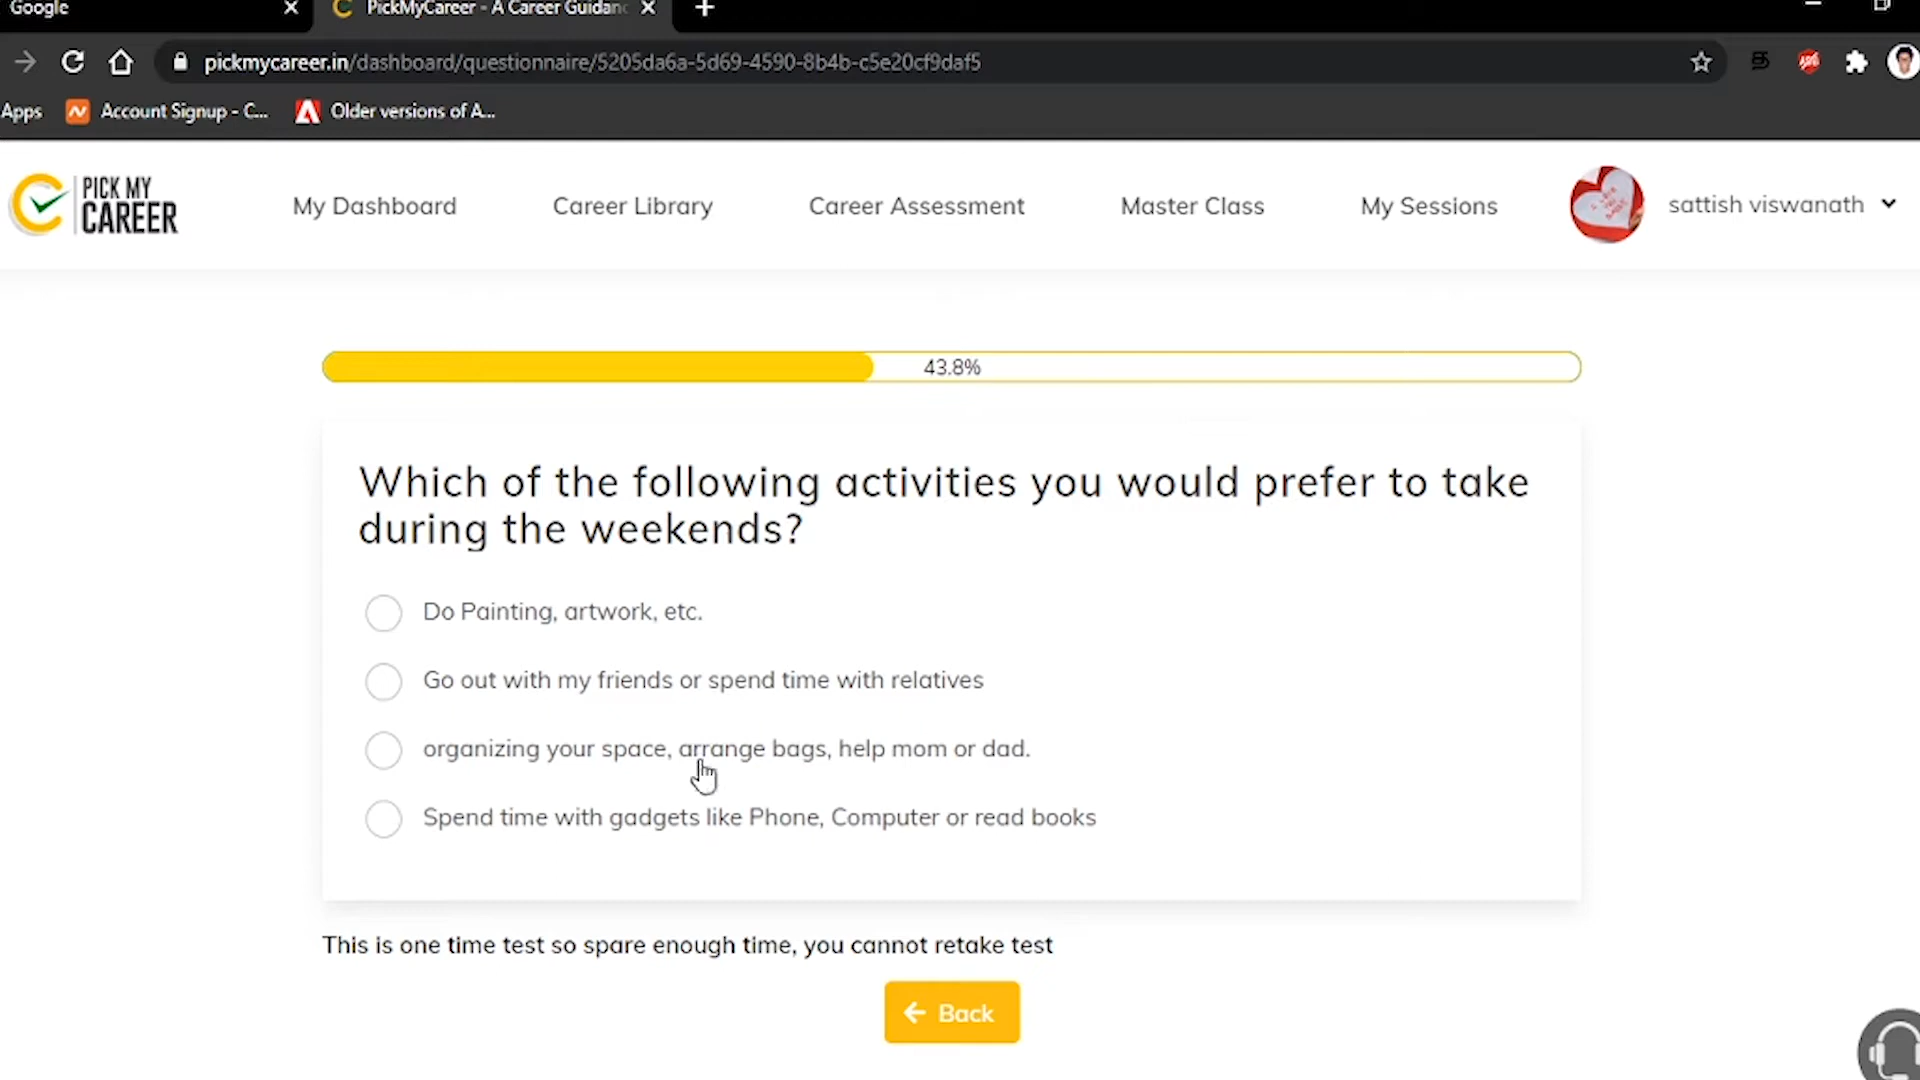 Google
PickMyCareer - A Career Guidanc
pickmycareer.in/dashboard/questionnaire/5205da6a-5d69-4590-8b4b-c5e20cf9daf5
Apps
Account Signup - C...
Older versions of A...
PICK MY
CAREER
My Dashboard
Career Library
Career Assessment
Master Class
My Sessions
sattish viswanath
43.8%
Which of the following activities you would prefer to take
during the weekends?
Do Painting, artwork, etc.
Go out with my friends or spend time with relatives
organizing your space, arrange bags, help mom or dad.
Spend time with gadgets like Phone, Computer or read books
This is one time test so spare enough time, you cannot retake test
Back